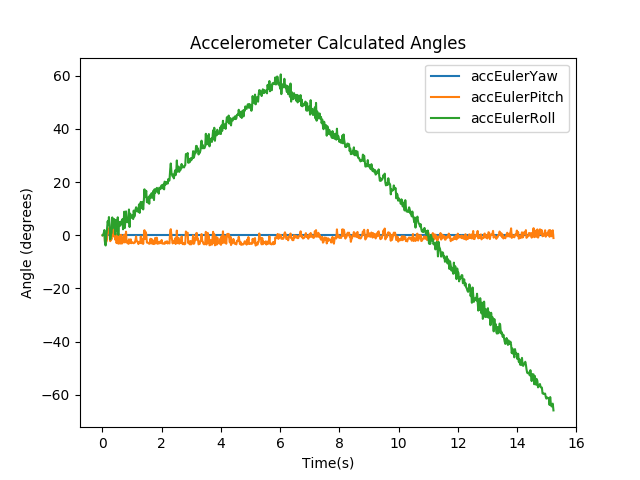 Accelerometer Calculated Angles
accEulerYaw
accEulerPitch
accEulerRoll
Angle (degrees)
60
40
20
0
−20
−40
−60
0 2 4 6 8 10 12 14 16
Time(s)